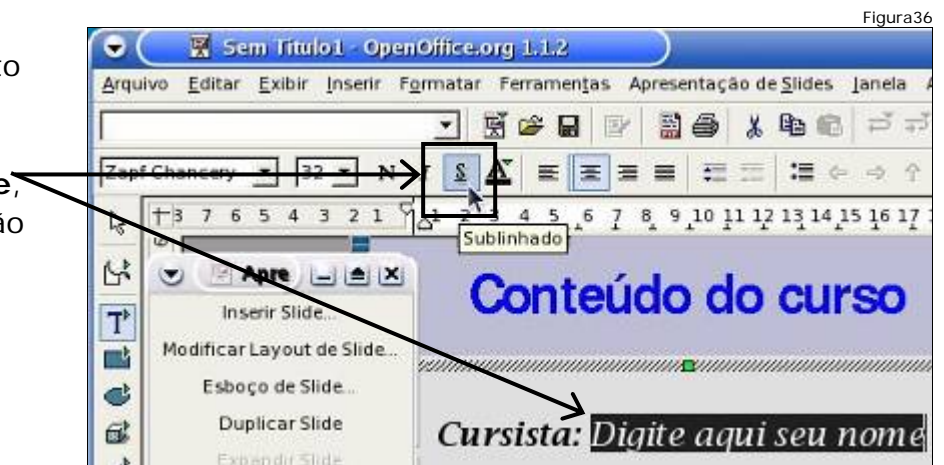 Figura36
Sem Título1 - OpenOffice.org 1.1.2
Arquivo Editar Exibir Inserir Formatar Ferramentas Apresentação de Slides Janela
Zapf Chancery 32 N S A
3 7 6 5 4 3 2 1 1 2 3 4 5 6 7 8 9 10 11 12 13 14 15 16 17
Sublinhado
Apre
Conteúdo do curso
Inserir Slide...
Modificar Layout de Slide...
Esboço de Slide...
Duplicar Slide
Expandir Slide
Cursista: Digite aqui seu nome